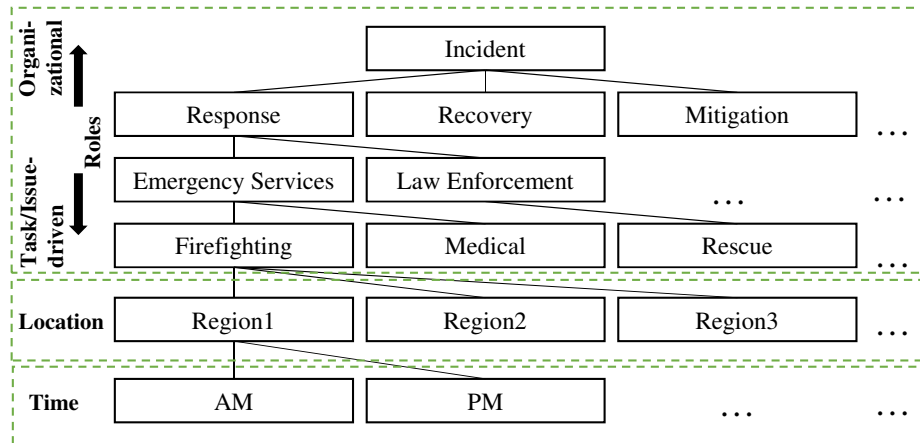 Organi-
zational
Roles
Task/Issue-
driven
Incident
Response
Recovery
Mitigation
...
Emergency Services
Law Enforcement
...
...
Firefighting
Medical
Rescue
...
Location
Region1
Region2
Region3
...
Time
AM
PM
...
...